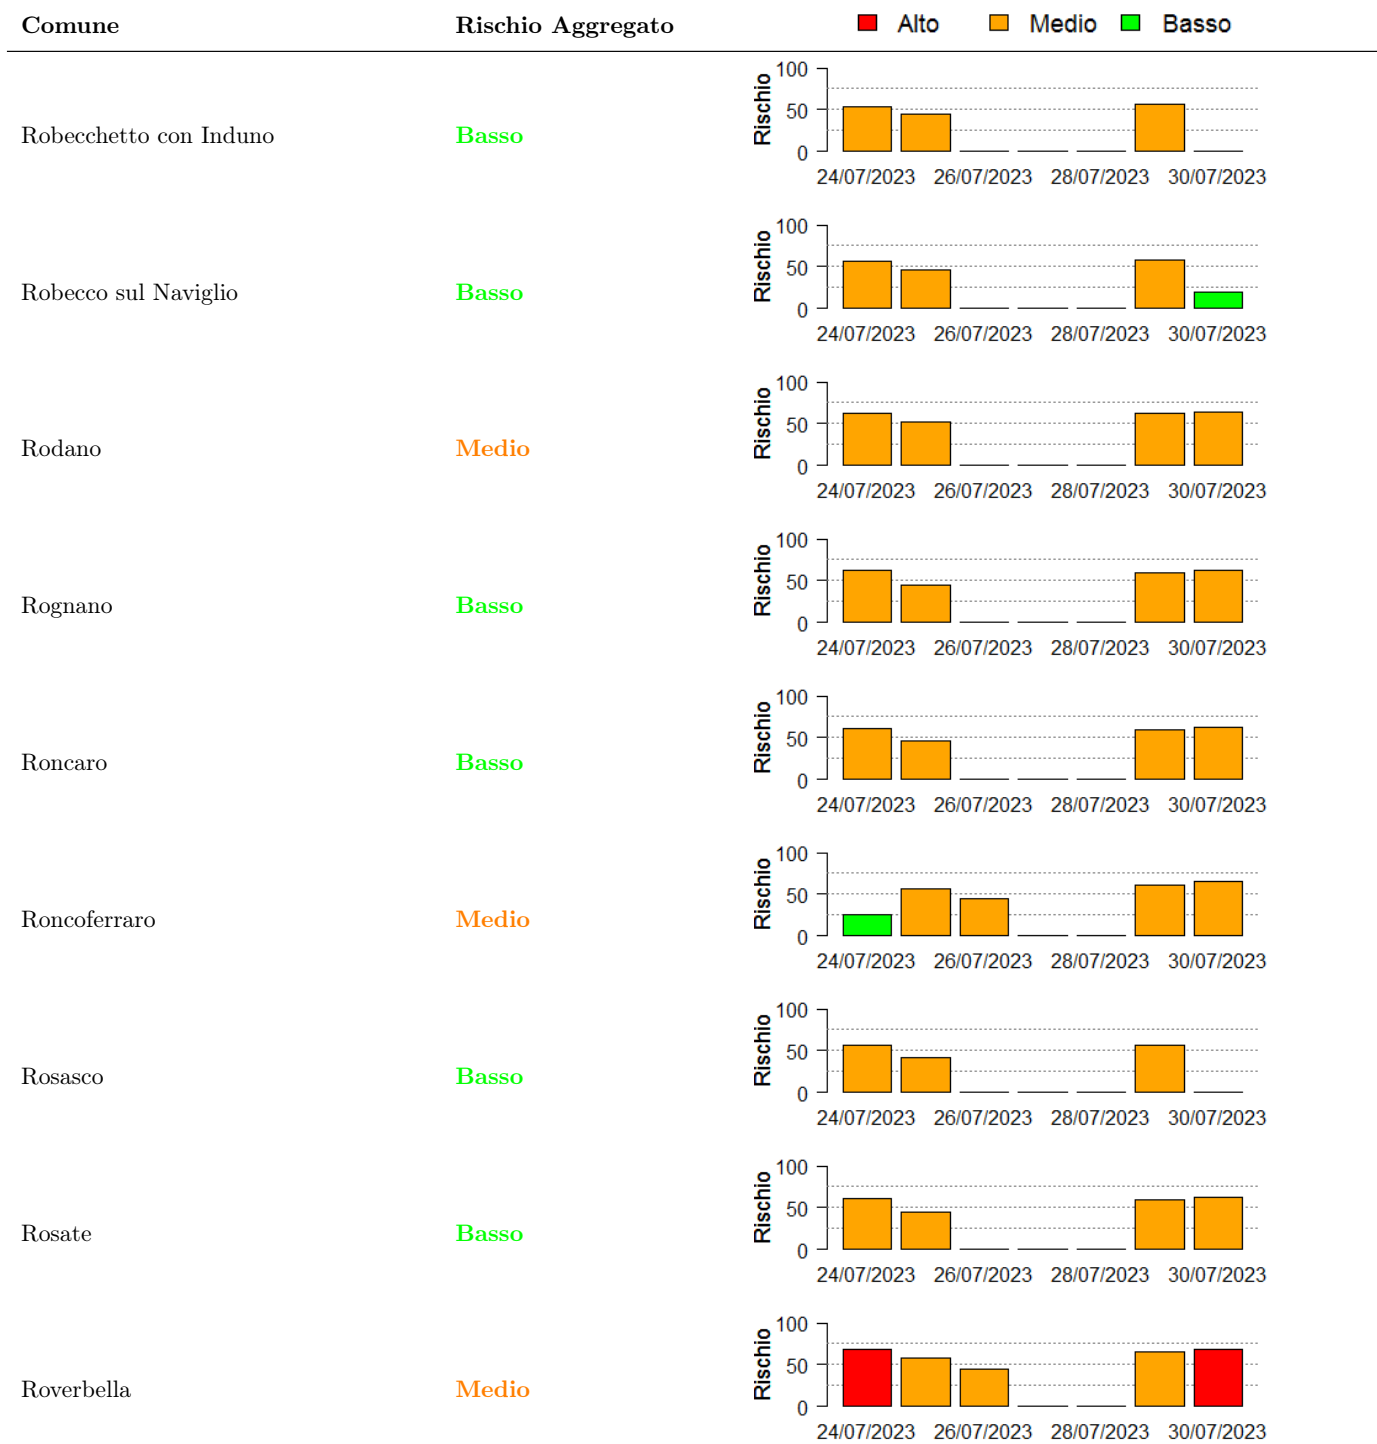 Comune Rischio Aggregato Alto Medio Basso
Robecchetto con Induno Basso
Rischio
100
50
0
24/07/2023 26/07/2023 28/07/2023 30/07/2023
Robecco sul Naviglio Basso
Rischio
100
50
0
24/07/2023 26/07/2023 28/07/2023 30/07/2023
Rodano Medio
Rischio
100
50
0
24/07/2023 26/07/2023 28/07/2023 30/07/2023
Rognano Basso
Rischio
100
50
0
24/07/2023 26/07/2023 28/07/2023 30/07/2023
Roncaro Basso
Rischio
100
50
0
24/07/2023 26/07/2023 28/07/2023 30/07/2023
Roncoferraro Medio
Rischio
100
50
0
24/07/2023 26/07/2023 28/07/2023 30/07/2023
Rosasco Basso
Rischio
100
50
0
24/07/2023 26/07/2023 28/07/2023 30/07/2023
Rosate Basso
Rischio
100
50
0
24/07/2023 26/07/2023 28/07/2023 30/07/2023
Roverbella Medio
Rischio
100
50
0
24/07/2023 26/07/2023 28/07/2023 30/07/2023